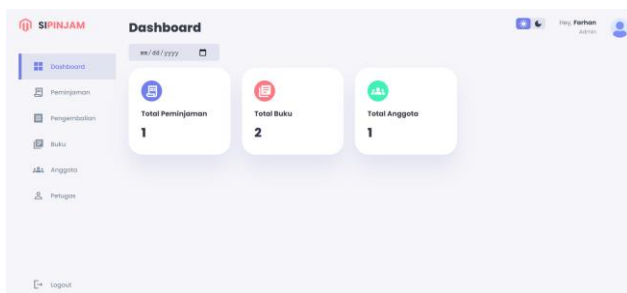 SIPINJAM
Dashboard
Hey, Farhan
Admin
mm/dd/yyyy
Dashboard
Peminjaman
Pengembalian
Buku
Anggota
Petugas
Logout
Total Peminjaman
1
Total Buku
2
Total Anggota
1